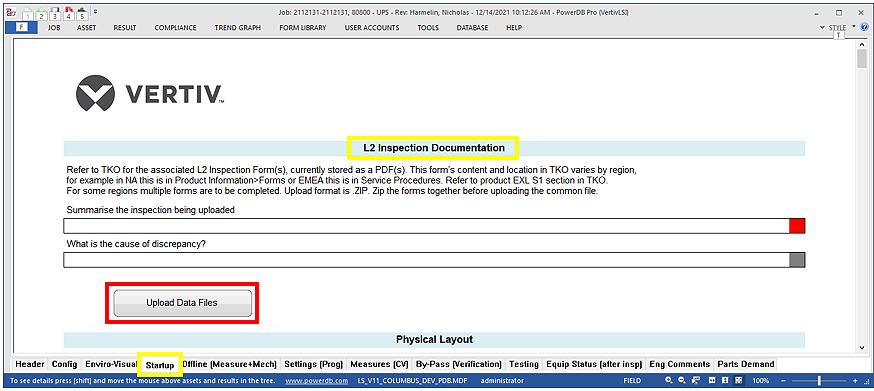 Job: 2112131-2112131, 80800 - UPS - Rev: Harmelin, Nicholas - 12/14/2021 10:12:26 AM - PowerDB Pro (VertivLSI)
1 2 3 4 5
F JOB ASSET RESULT COMPLIANCE TREND GRAPH FORM LIBRARY USER ACCOUNTS TOOLS DATABASE HELP STYLE
T
VERTIV™
L2 Inspection Documentation
Refer to TKO for the associated L2 Inspection Form(s), currently stored as a PDF(s). This form's content and location in TKO varies by region,
for example in NA this is in Product Information>Forms or EMEA this is in Service Procedures. Refer to product EXL S1 section in TKO.
For some regions multiple forms are to be completed. Upload format is .ZIP. Zip the forms together before uploading the common file.
Summarise the inspection being uploaded
What is the cause of discrepancy?
Upload Data Files
Physical Layout
Header Config Enviro-Visual Startup Offline (Measure+Mech) Settings (Prog) Measures (CV) By-Pass (Verification) Testing Equip Status (after insp) Eng Comments Parts Demand
To see details press [shift] and move the mouse above assets and results in the tree. www.powerdb.com LS_V11_COLUMBUS_DEV_PDB.MDF administrator FIELD 100%